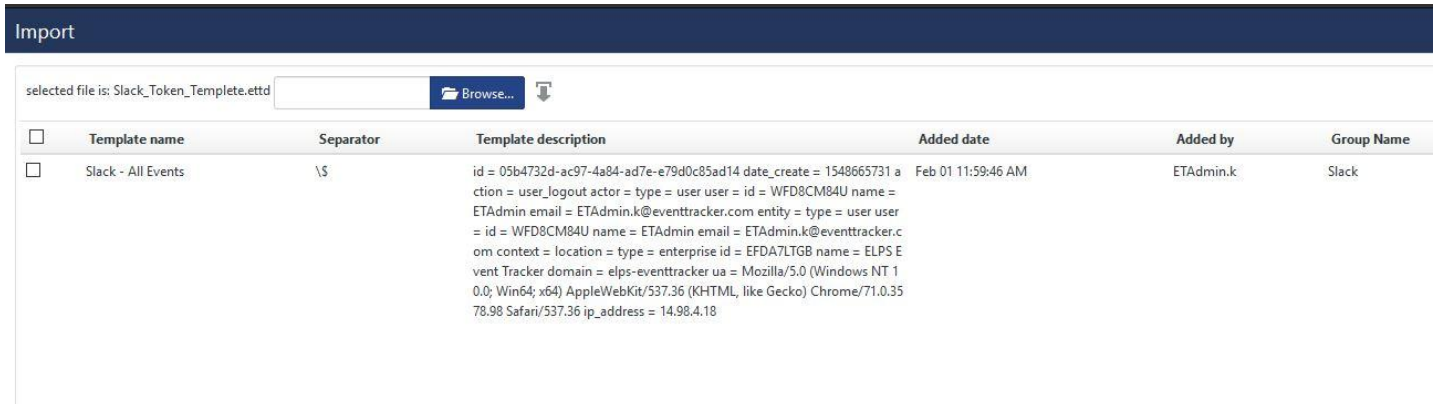 Import
selected file is: Slack_Token_Templete.ettd
Browse...
Template name Separator Template description Added date Added by Group Name
Slack - All Events \$ id = 05b4732d-ac97-4a84-ad7e-e79d0c85ad14 date_create = 1548665731 a Feb 01 11:59:46 AM ETAdmin.k Slack
ction = user_logout actor = type = user user = id = WFD8CM84U name =
ETAdmin email = ETAdmin.k@eventtracker.com entity = type = user user
= id = WFD8CM84U name = ETAdmin email = ETAdmin.k@eventtracker.c
om context = location = type = enterprise id = EFDA7LTGB name = ELPS E
vent Tracker domain = elps-eventtracker ua = Mozilla/5.0 (Windows NT 1
0.0; Win64; x64) AppleWebKit/537.36 (KHTML, like Gecko) Chrome/71.0.35
78.98 Safari/537.36 ip_address = 14.98.4.18